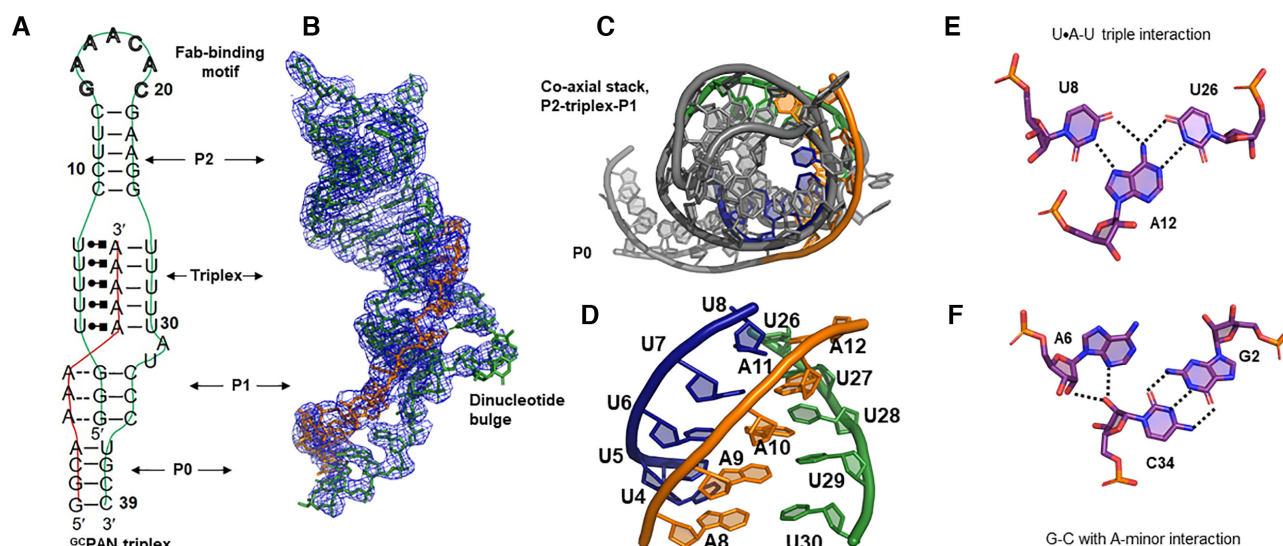 A
Fab-binding
motif
G A A A C A C
20
C G
U A
U A
10 C G
C G
P2
3′
U A U
U A U
U A U
U A U
U A U
30
Triplex
A
U
A G C
A G C
A G C
5′
P1
A U
C G
G C
G C
39
P0
5′ 3′
GCPAN triplex
B
Dinucleotide
bulge
C
Co-axial stack,
P2-triplex-P1
P0
D
U8
U26
A12
U7
A11
U27
U6
U28
A10
U5
A9
U29
U4
A8
U30
E
U•A-U triple interaction
U8
U26
A12
F
A6
G2
C34
G-C with A-minor interaction